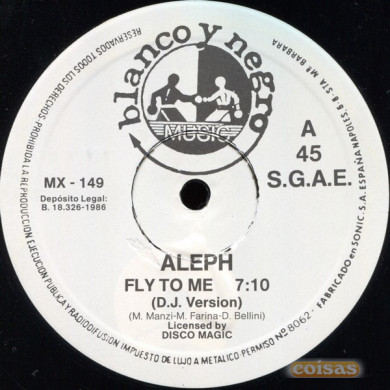 blanco y negro
MUSIC
A
45
S.G.A.E.
MX - 149
Depósito Legal:
B. 18.326-1986
ALEPH
FLY TO ME 7:10
(D.J. Version)
(M. Manzi-M. Farina-D. Bellini)
Licensed by
DISCO MAGIC
RESERVADOS TODOS LOS DERECHOS. PROHIBIDA LA REPRODUCCION, EJECUCION PUBLICA Y RADIODIFUSION IMPUESTO DE LUJO A METALICO-PERMISO Nº 8062 - FABRICADO EN SONIC, S.A. ESPAÑA NAPOLES, 6-8 STA. Mª BARBARA
coisas